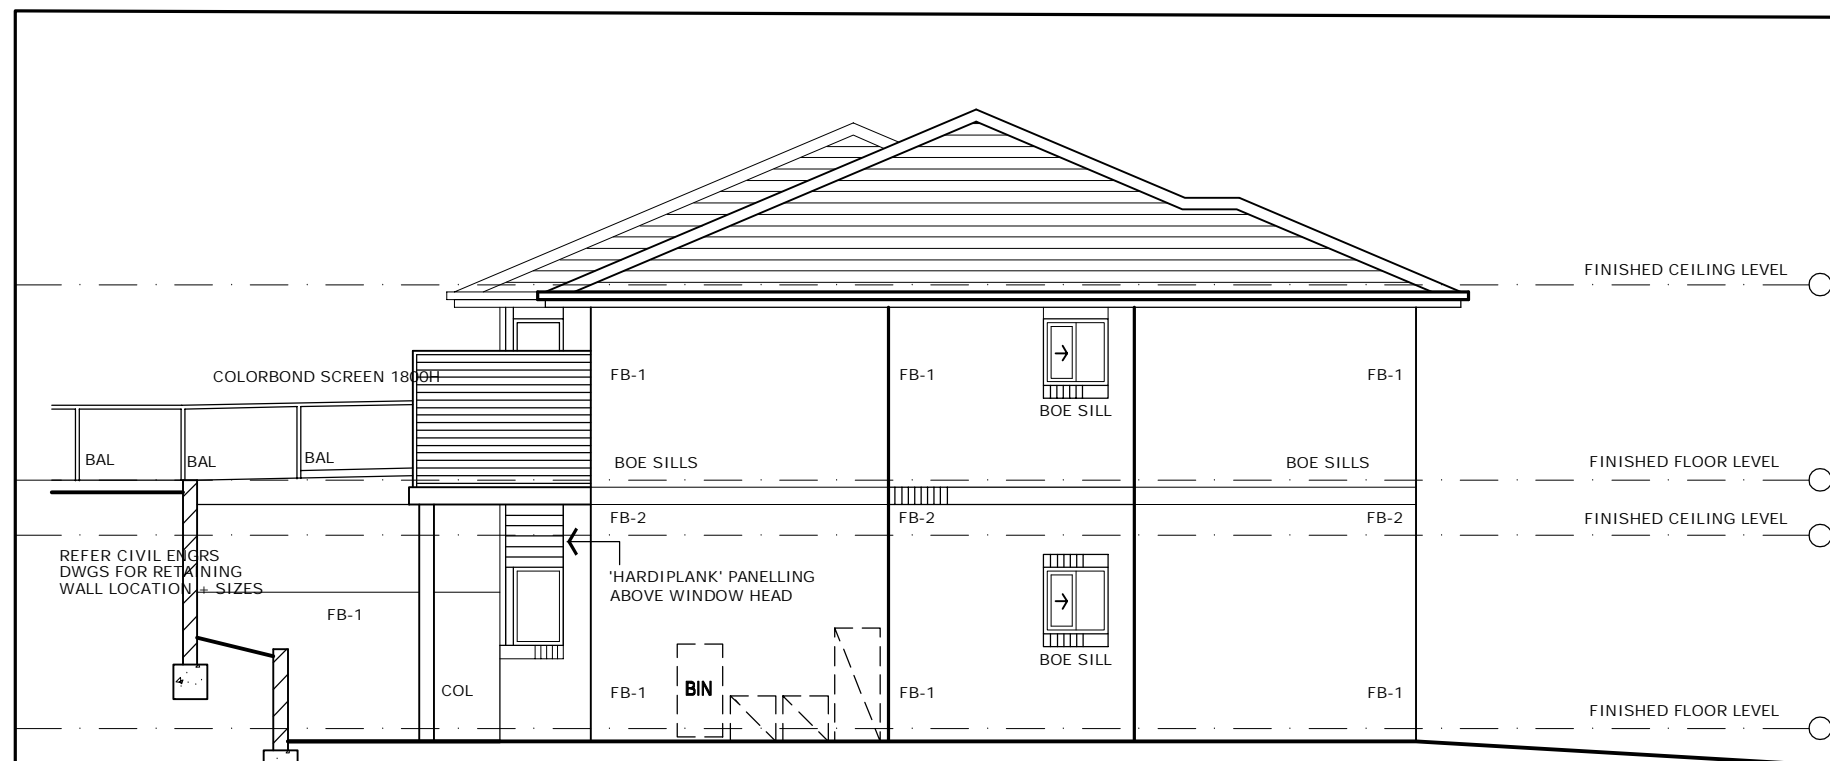 FINISHED CEILING LEVEL
COLORBOND SCREEN 1800H
FB-1
FB-1
FB-1
BOE SILL
BAL
BAL
BAL
BOE SILLS
BOE SILLS
FINISHED FLOOR LEVEL
FB-2
FB-2
FB-2
FINISHED CEILING LEVEL
REFER CIVIL ENGRS
DWGS FOR RETAINING
WALL LOCATION + SIZES
'HARDIPLANK' PANELLING
ABOVE WINDOW HEAD
FB-1
BOE SILL
COL
FB-1
BIN
FB-1
FB-1
FINISHED FLOOR LEVEL